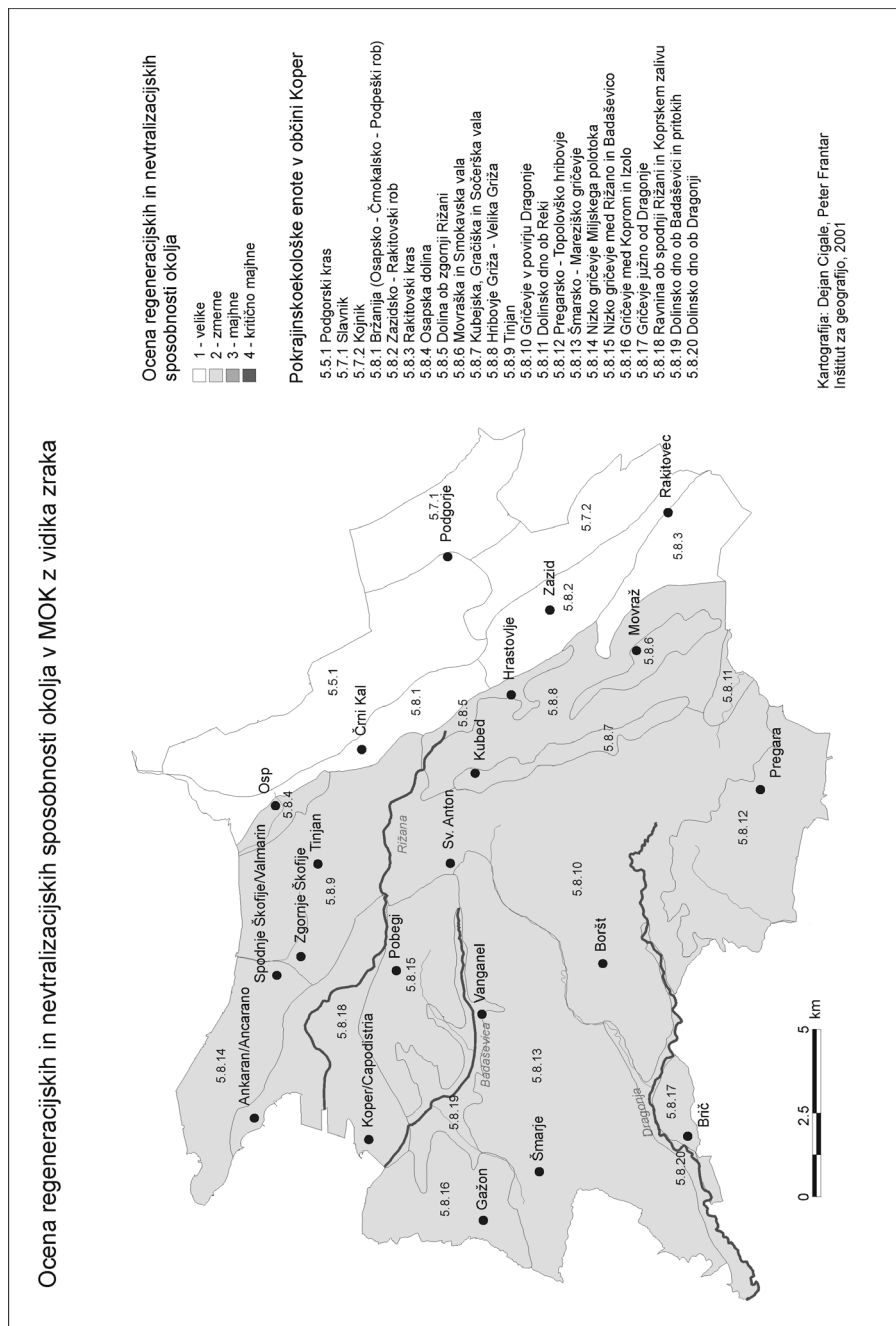 Ocena regeneracijskih in nevtralizacijskih sposobnosti okolja v MOK z vidika zraka
Ocena regeneracijskih in nevtralizacijskih
sposobnosti okolja
1 - velike
2 - zmerne
3 - majhne
4 - kritično majhne
Pokrajinskoekološke enote v občini Koper
5.5.1 Podgorski kras
5.7.1 Slavnik
5.7.2 Kojnik
5.8.1 Bržanija (Osapsko - Črnokalsko - Podpeški rob)
5.8.2 Zazidsko - Rakitovski rob
5.8.3 Rakitovski kras
5.8.4 Osapska dolina
5.8.5 Dolina ob zgornji Rižani
5.8.6 Movraška in Smokavska vala
5.8.7 Kubejska, Gračiška in Sočerška vala
5.8.8 Hribovje Griža - Velika Griža
5.8.9 Tinjan
5.8.10 Gričevje v povirju Dragonje
5.8.11 Dolinsko dno ob Reki
5.8.12 Pregarsko - Topolovško hribovje
5.8.13 Šmarsko - Mareziško gričevje
5.8.14 Nizko gričevje Miljskega polotoka
5.8.15 Nizko gričevje med Rižano in Badaševico
5.8.16 Gričevje med Koprom in Izolo
5.8.17 Gričevje južno od Dragonje
5.8.18 Ravnina ob spodnji Rižani in Koprskem zalivu
5.8.19 Dolinsko dno ob Badaševici in pritokih
5.8.20 Dolinsko dno ob Dragonji
Kartografija: Dejan Cigale, Peter Frantar
Inštitut za geografijo, 2001
5.8.14
Ankaran/Ancarano
Spodnje Škofije/Valmarin
Zgornje Škofije
Tinjan
5.8.9
Osp
5.8.4
Črni Kal
5.5.1
5.8.1
5.7.1
Podgorje
5.7.2
Koper/Capodistria
5.8.18
Pobegi
5.8.15
Rižana
Sv. Anton
Kubed
5.8.5
Hrastovlje
5.8.8
Zazid
5.8.2
Rakitovec
5.8.3
5.8.16
Gažon
5.8.19
Badaševica
Vanganel
5.8.7
Movraž
5.8.6
5.8.11
Šmarje
5.8.13
Boršt
5.8.10
Pregara
5.8.12
Dragonja
5.8.17
Brič
5.8.20
0
2.5
5
km